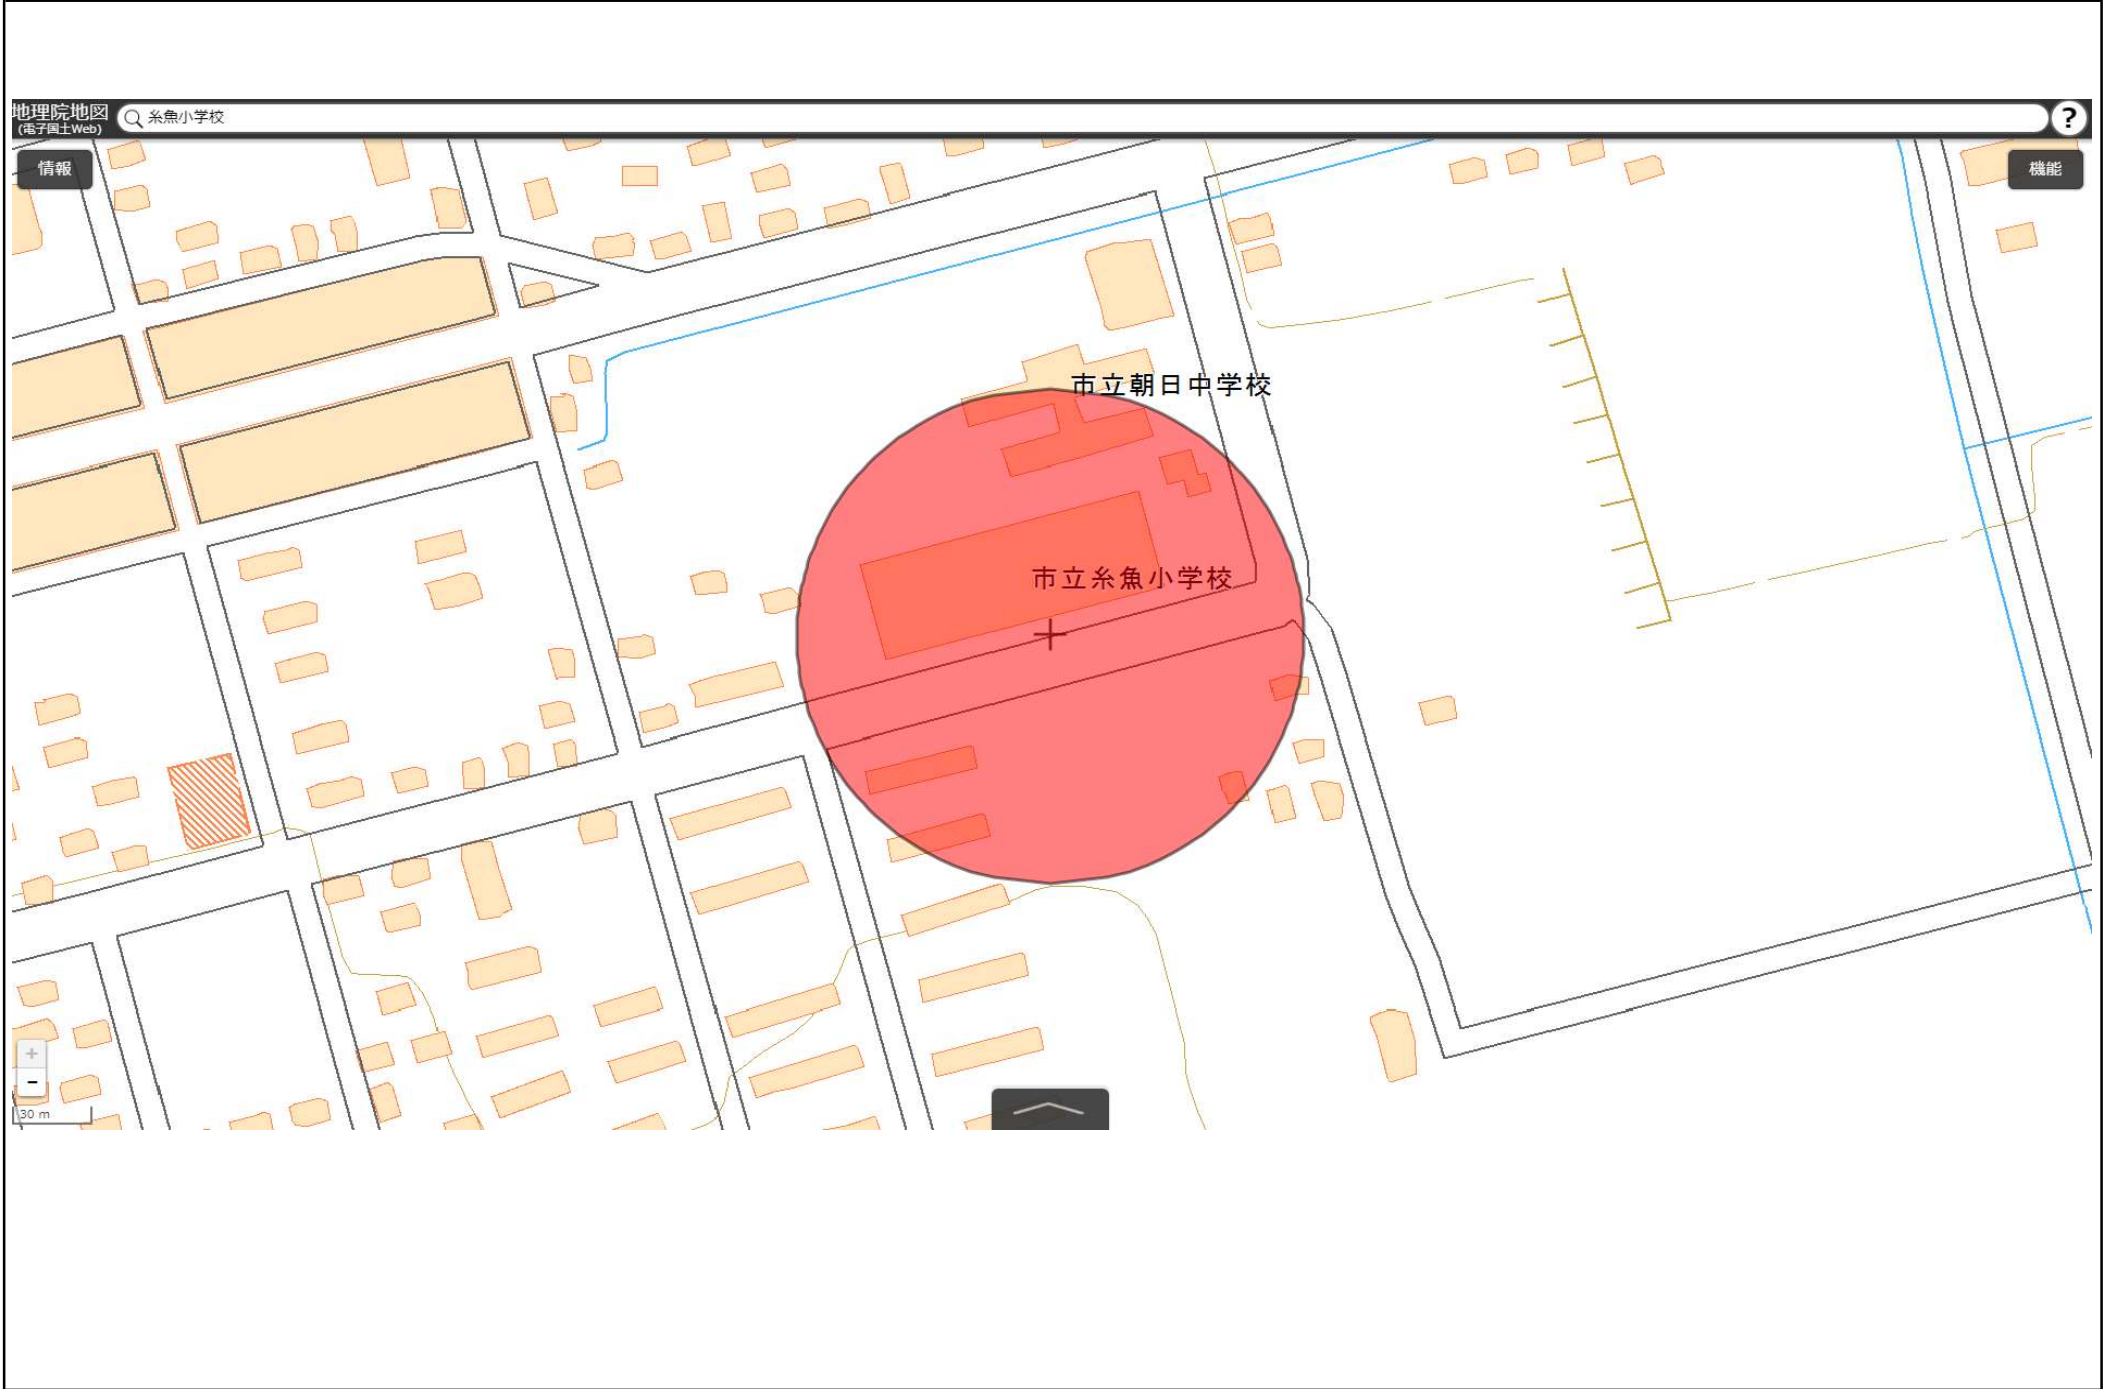 地理院地図
(電子国土Web)
糸魚小学校
?
情報
機能
市立朝日中学校
市立糸魚小学校
+
-
30 m